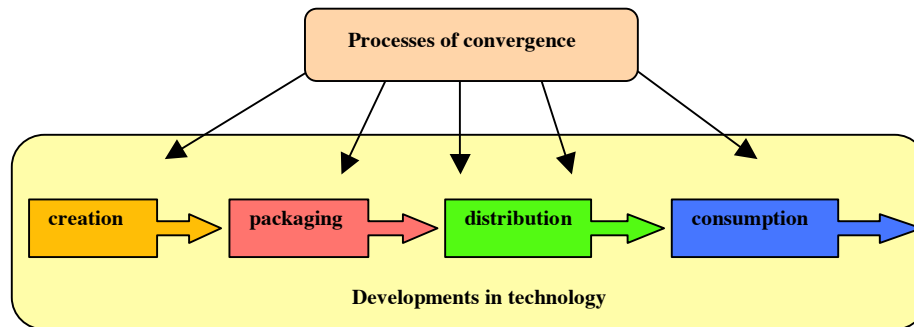 Processes of convergence
creation
packaging
distribution
consumption
Developments in technology